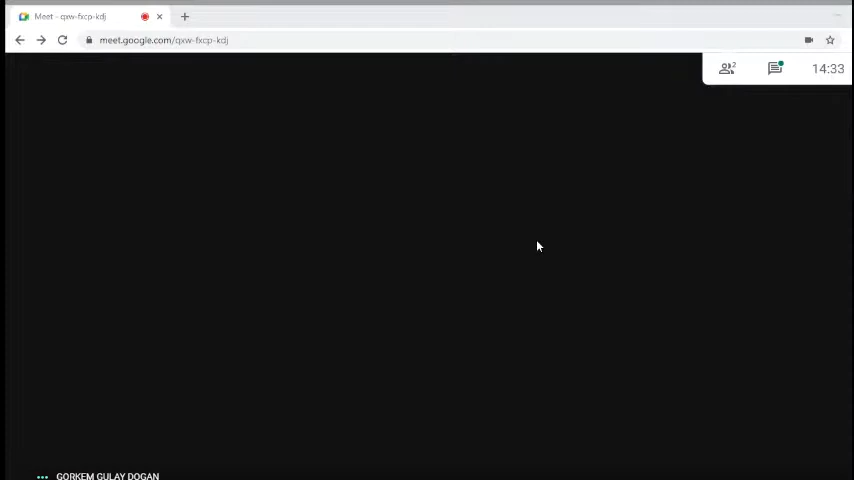 Meet - qxw-fxcp-kdj
meet.google.com/qxw-fxcp-kdj
2
14:33
GORKEM GULAY DOGAN